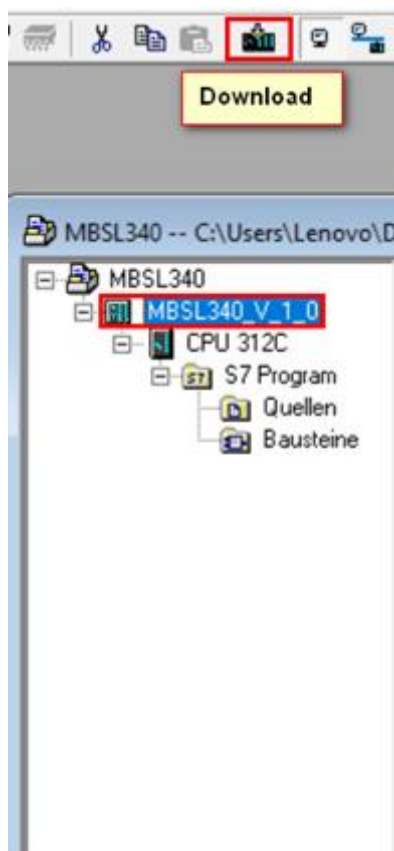 Download
MBSL340 -- C:\Users\Lenovo\D
MBSL340
MBSL340_V_1_0
CPU 312C
S7 Program
Quellen
Bausteine